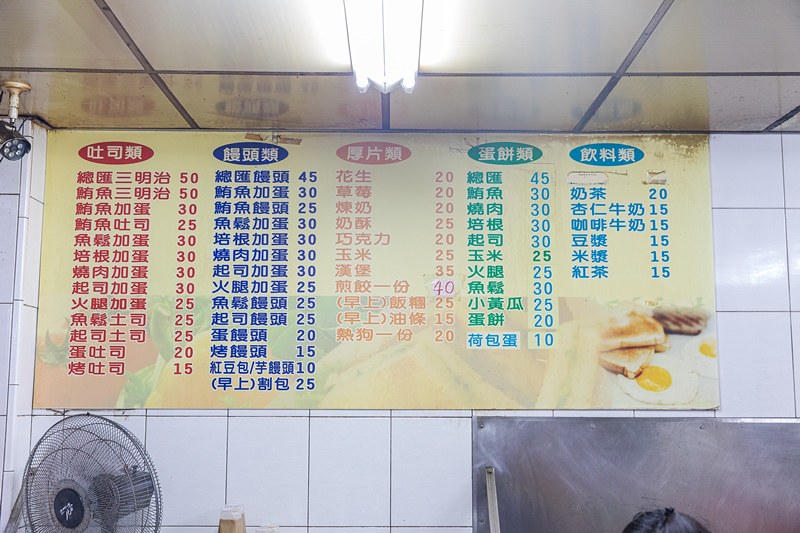 吐司類
總匯三明治 50
鮪魚三明治 50
鮪魚加蛋 30
鮪魚吐司 25
魚鬆加蛋 30
培根加蛋 30
燒肉加蛋 30
起司加蛋 30
火腿加蛋 25
魚鬆土司 25
起司土司 25
蛋吐司 20
烤吐司 15
饅頭類
總匯饅頭 45
鮪魚加蛋 30
鮪魚饅頭 25
魚鬆加蛋 30
培根加蛋 30
燒肉加蛋 30
起司加蛋 30
火腿加蛋 25
魚鬆饅頭 25
起司饅頭 25
蛋饅頭 20
烤饅頭 15
紅豆包/芋饅頭10
(早上)割包 25
厚片類
花生 20
草莓 20
煉奶 20
奶酥 25
巧克力 20
玉米 25
漢堡 35
煎餃一份 40
(早上)飯糰 25
(早上)油條 15
熱狗一份 20
蛋餅類
總匯 45
鮪魚 30
燒肉 30
培根 30
起司 30
玉米 25
火腿 25
魚鬆 30
小黃瓜 25
蛋餅 20
荷包蛋 10
飲料類
奶茶 20
杏仁牛奶 15
咖啡牛奶 15
豆漿 15
米漿 15
紅茶 15